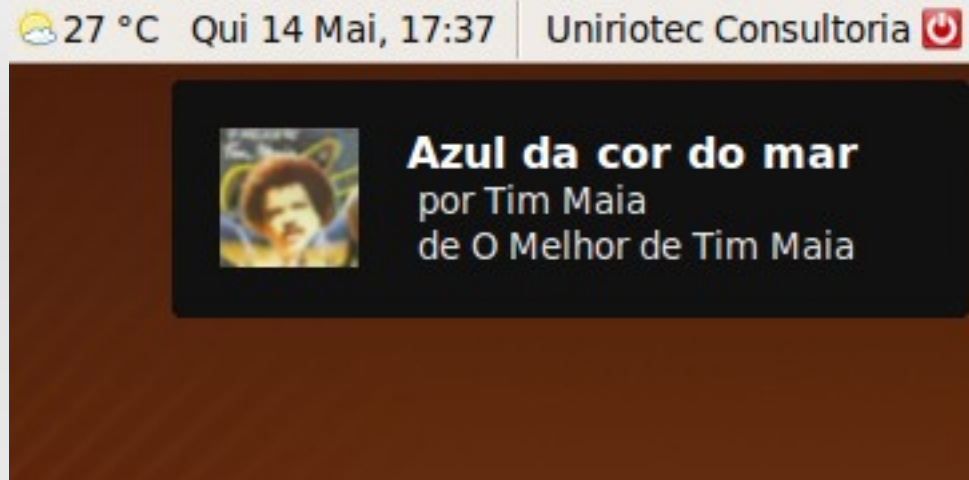 27 °C Qui 14 Mai, 17:37 Uniriotec Consultoria
Azul da cor do mar
por Tim Maia
de O Melhor de Tim Maia